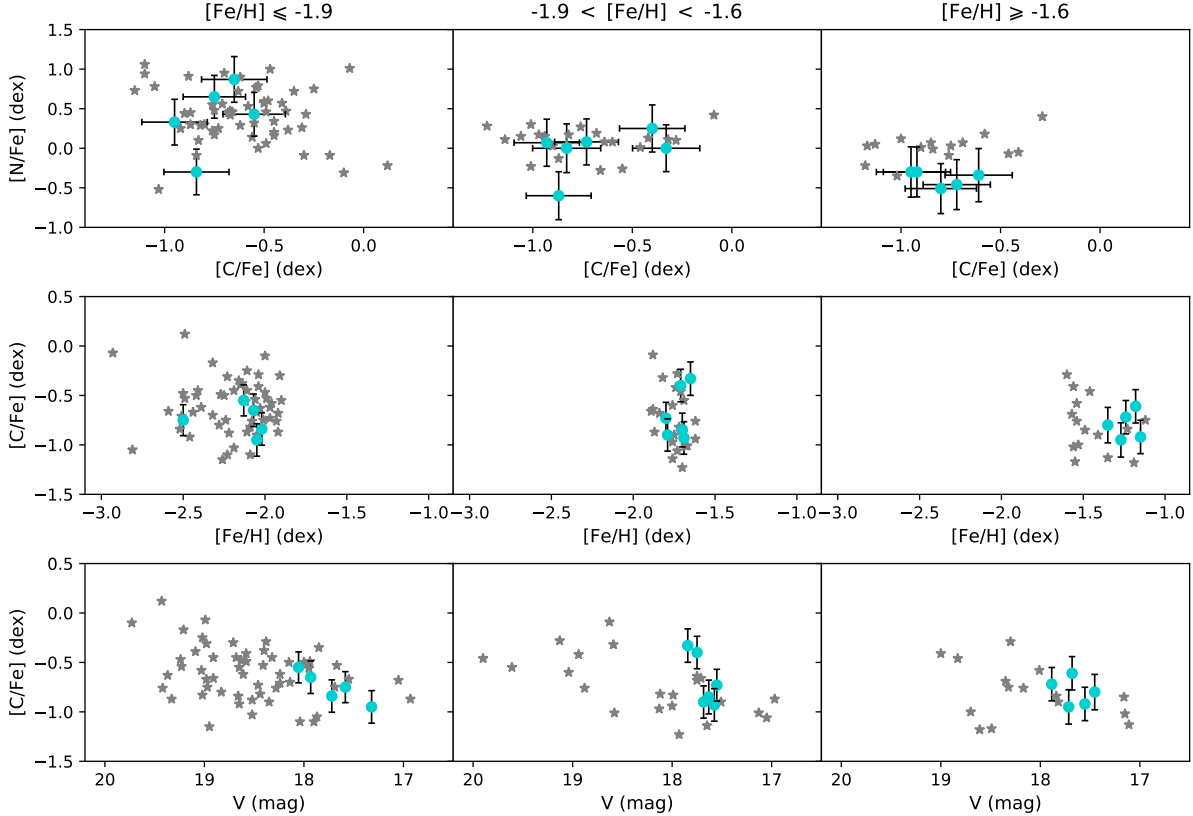 [Fe/H] ⩽ -1.9
-1.9 < [Fe/H] < -1.6
[Fe/H] ⩾ -1.6
[N/Fe] (dex)
1.5
1.0
0.5
0.0
−0.5
−1.0
−1.0 −0.5 0.0
−1.0 −0.5 0.0
−1.0 −0.5 0.0
[C/Fe] (dex)
[C/Fe] (dex)
[C/Fe] (dex)
[C/Fe] (dex)
0.5
0.0
−0.5
−1.0
−1.5
−3.0 −2.5 −2.0 −1.5 −1.0
−3.0 −2.5 −2.0 −1.5 −1.0
−3.0 −2.5 −2.0 −1.5 −1.0
[Fe/H] (dex)
[Fe/H] (dex)
[Fe/H] (dex)
[C/Fe] (dex)
0.5
0.0
−0.5
−1.0
−1.5
20 19 18 17
20 19 18 17
20 19 18 17
V (mag)
V (mag)
V (mag)